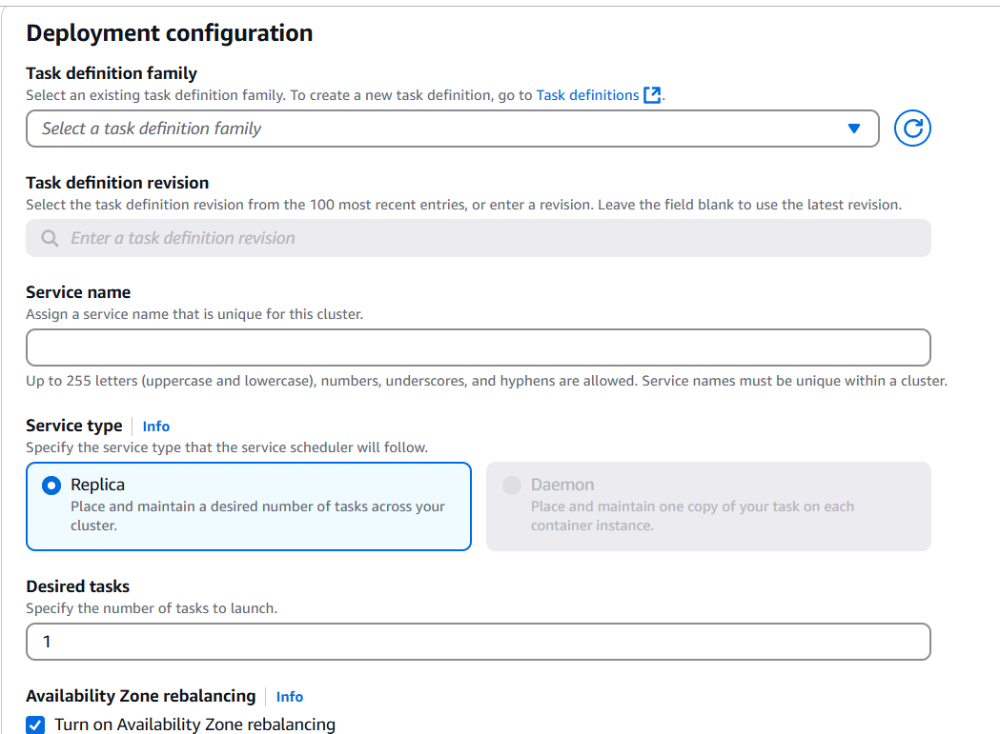 Deployment configuration
Task definition family
Select an existing task definition family. To create a new task definition, go to Task definitions.
Select a task definition family
Task definition revision
Select the task definition revision from the 100 most recent entries, or enter a revision. Leave the field blank to use the latest revision.
Enter a task definition revision
Service name
Assign a service name that is unique for this cluster.
Up to 255 letters (uppercase and lowercase), numbers, underscores, and hyphens are allowed. Service names must be unique within a cluster.
Service type Info
Specify the service type that the service scheduler will follow.
Replica
Place and maintain a desired number of tasks across your
cluster.
Daemon
Place and maintain one copy of your task on each
container instance.
Desired tasks
Specify the number of tasks to launch.
1
Availability Zone rebalancing Info
Turn on Availability Zone rebalancing